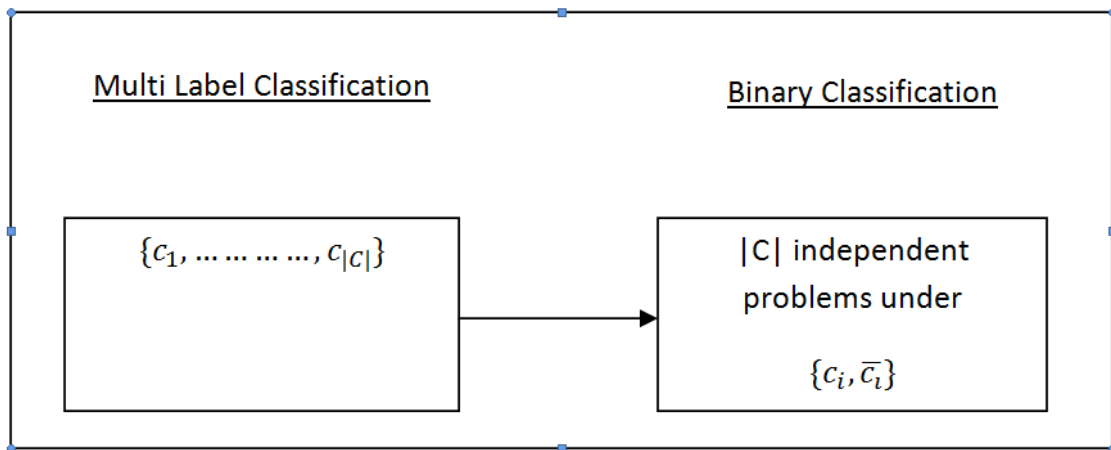 Multi Label Classification
Binary Classification
{c₁, … … … …, c|C|}
|C| independent
problems under
{cᵢ, c̅ᵢ}